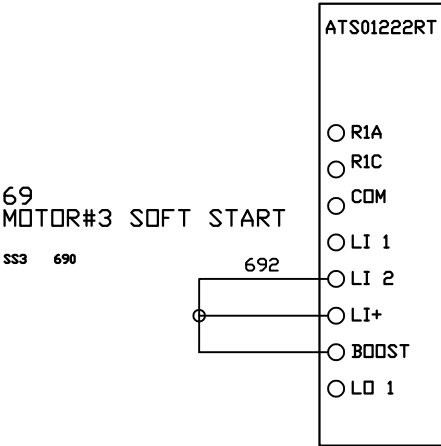 ATS01222RT
R1A
R1C
COM
69
MOTOR#3 SOFT START
LI 1
SS3 690
692
LI 2
LI+
BOOST
LO 1